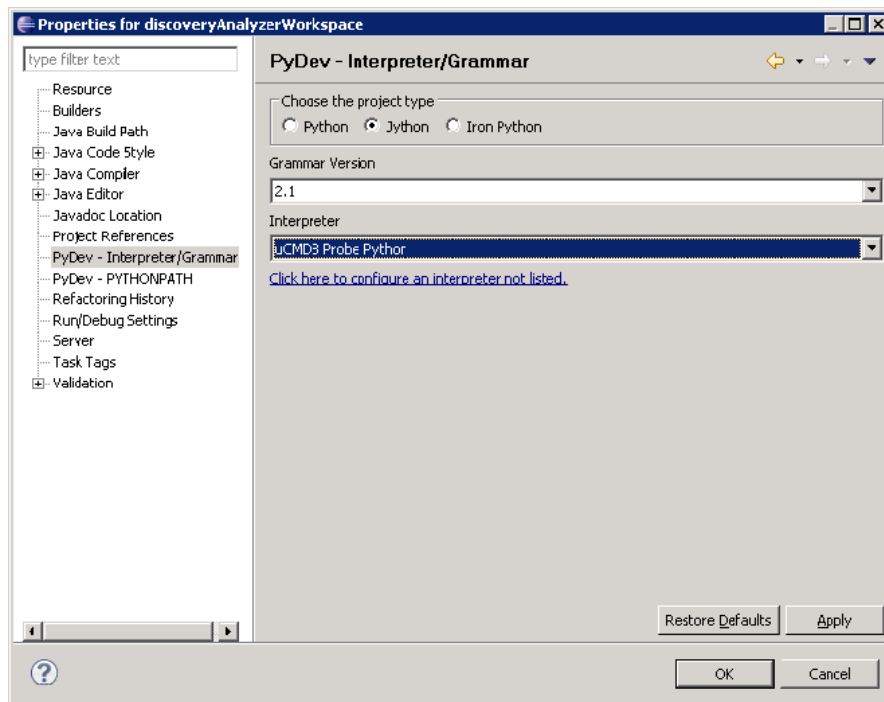 Properties for discoveryAnalyzerWorkspace
type filter text
Resource
Builders
Java Build Path
Java Code Style
Java Compiler
Java Editor
Javadoc Location
Project References
PyDev - Interpreter/Grammar
PyDev - PYTHONPATH
Refactoring History
Run/Debug Settings
Server
Task Tags
Validation
PyDev - Interpreter/Grammar
Choose the project type
Python Jython Iron Python
Grammar Version
2.1
Interpreter
uCMDB Probe Python
Click here to configure an interpreter not listed.
Restore Defaults Apply
OK Cancel